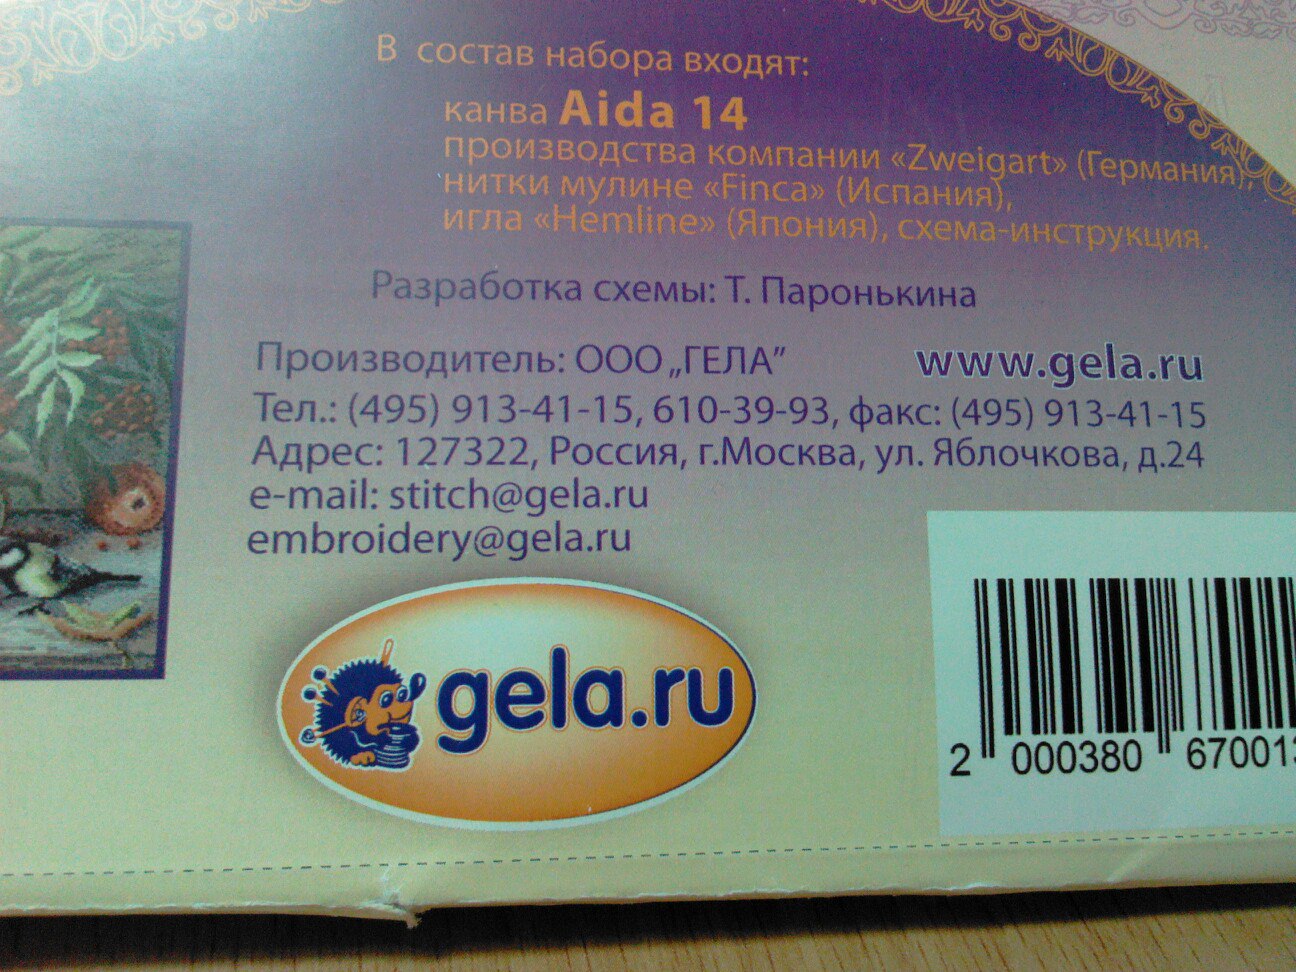 В состав набора входят:
канва Aida 14
производства компании «Zweigart» (Германия),
нитки мулине «Finca» (Испания),
игла «Hemline» (Япония), схема-инструкция.
Разработка схемы: Т. Паронькина
Производитель: ООО „ГЕЛА”
www.gela.ru
Тел.: (495) 913-41-15, 610-39-93, факс: (495) 913-41-15
Адрес: 127322, Россия, г.Москва, ул. Яблочкова, д.24
e-mail: stitch@gela.ru
embroidery@gela.ru
gela.ru
2 000380 670013